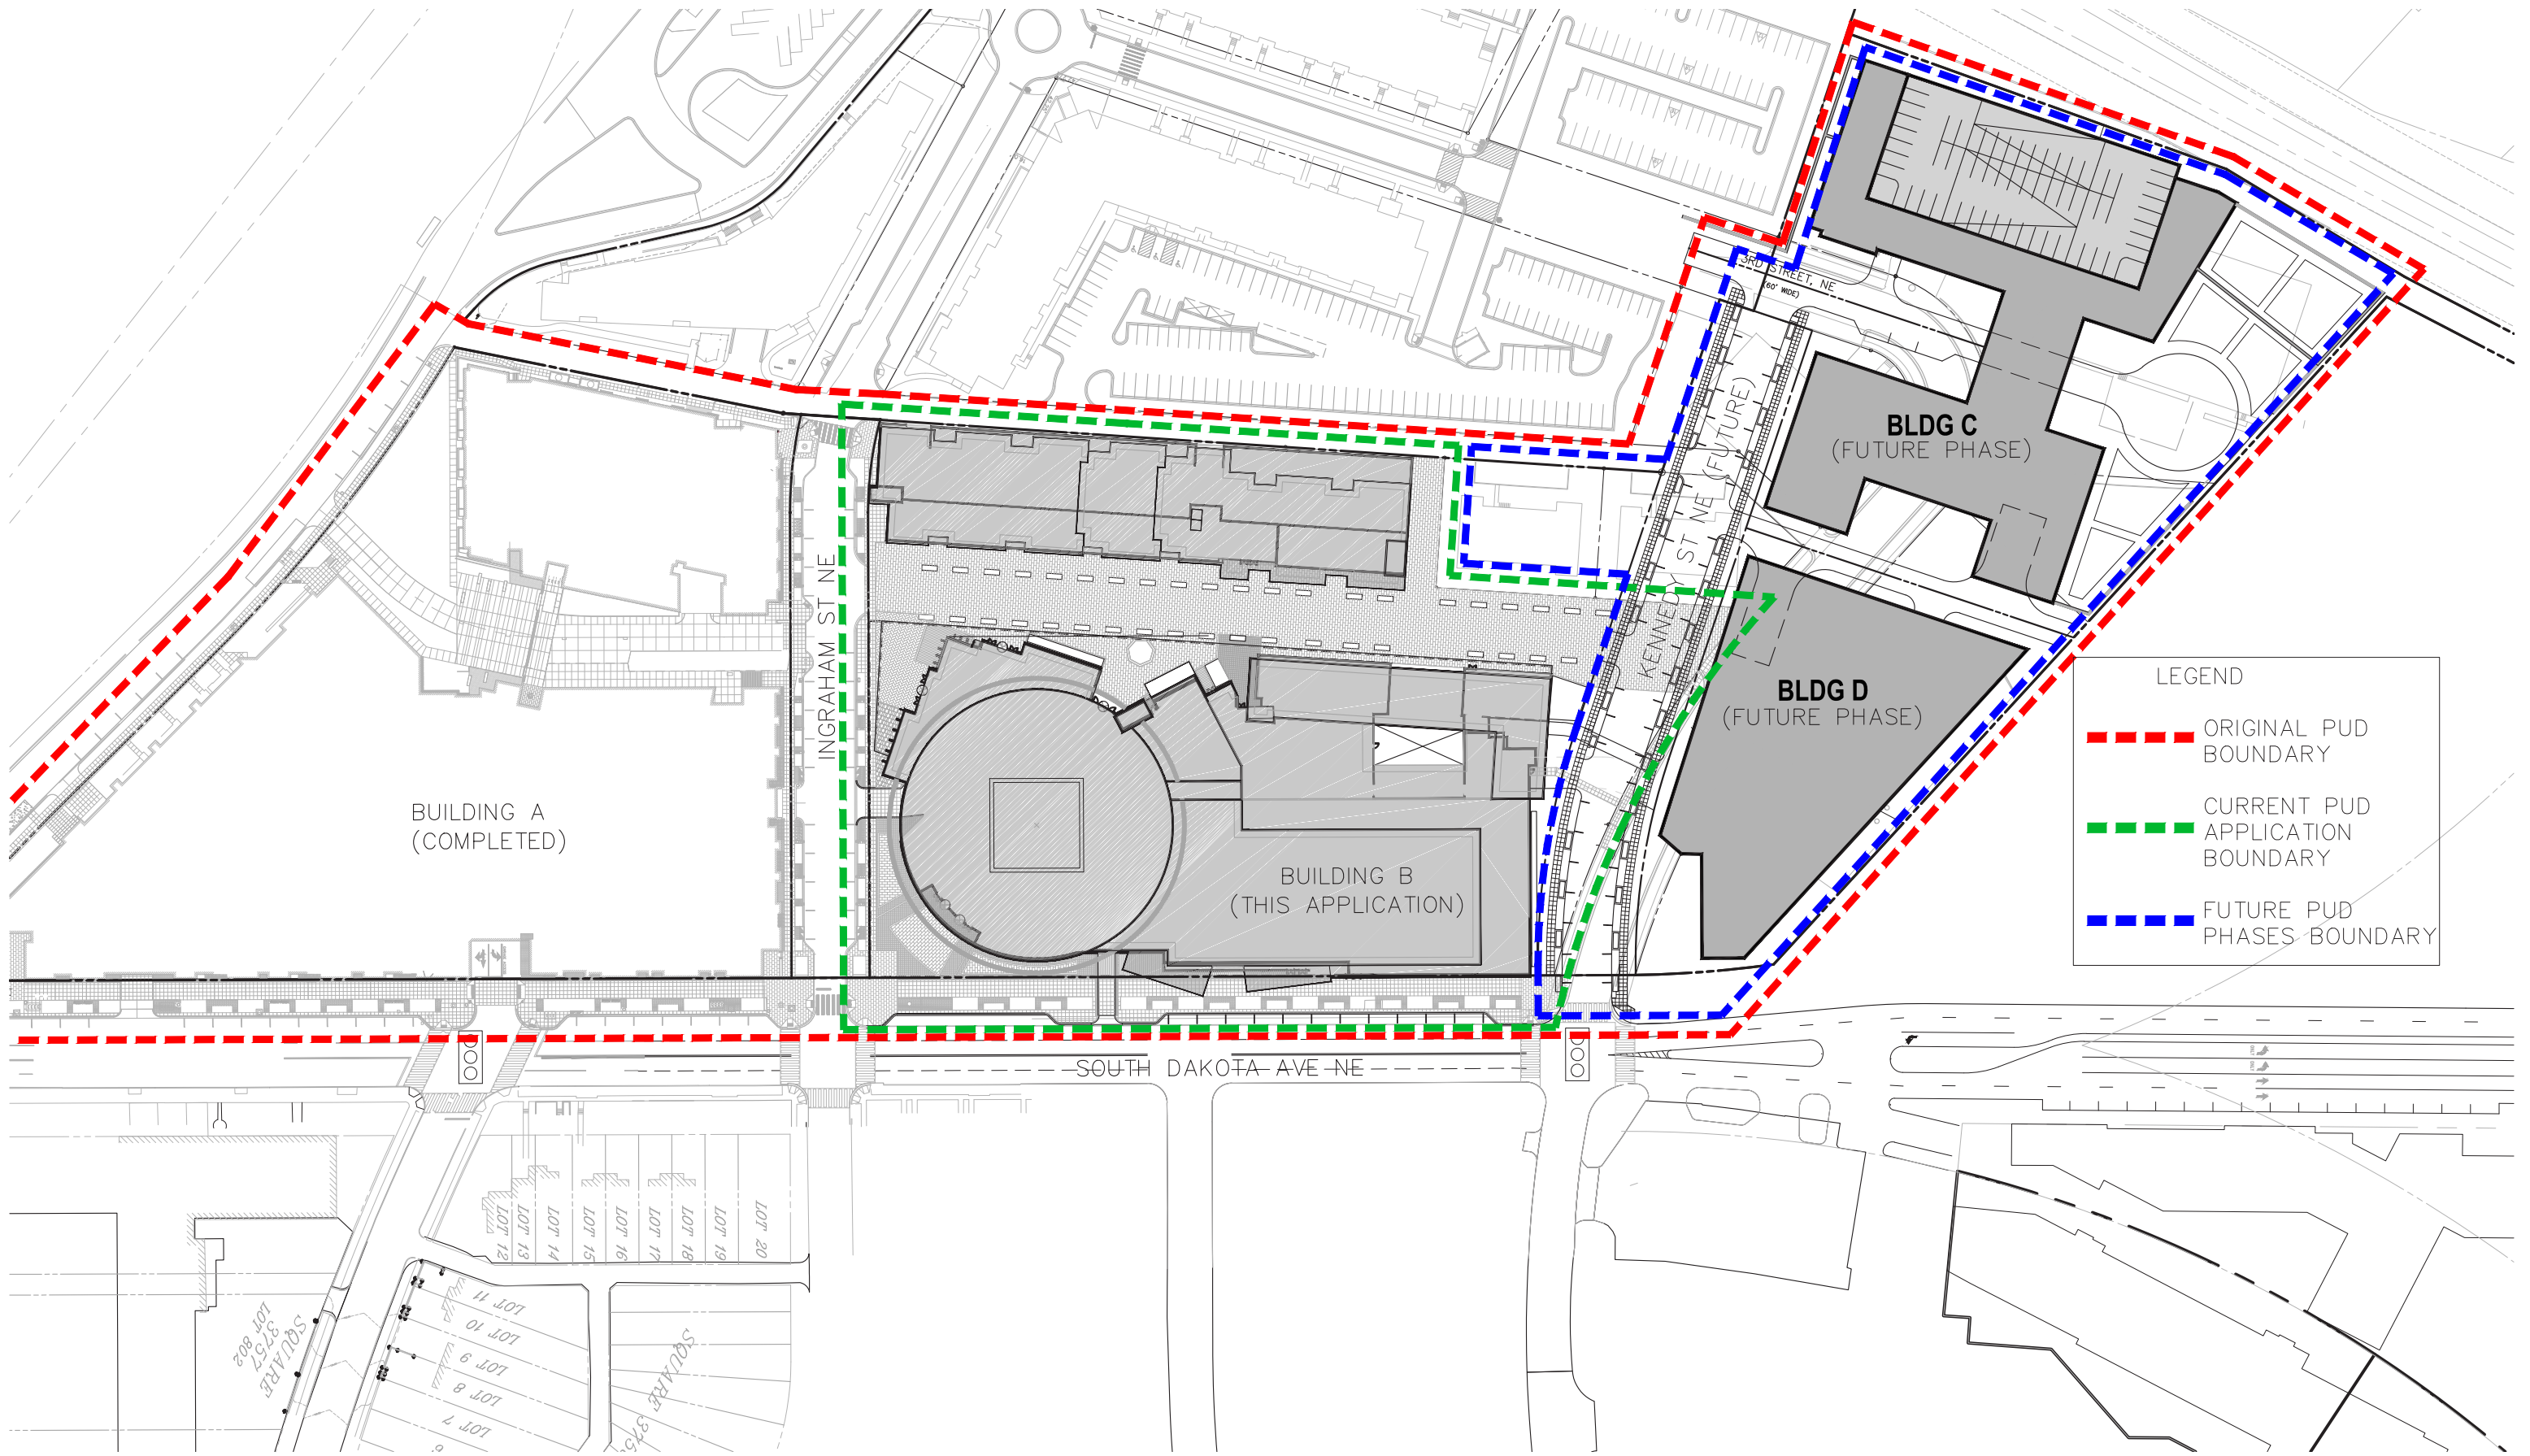 3RD STREET, NE
(60' WIDE)
BLDG C
(FUTURE PHASE)
KENNEDY ST NE (FUTURE)
INGRAHAM ST NE
BLDG D
(FUTURE PHASE)
BUILDING A
(COMPLETED)
BUILDING B
(THIS APPLICATION)
LEGEND
ORIGINAL PUD
BOUNDARY
CURRENT PUD
APPLICATION
BOUNDARY
FUTURE PUD
PHASES BOUNDARY
SOUTH DAKOTA AVE NE
LOT 12
LOT 13
LOT 14
LOT 15
LOT 16
LOT 17
LOT 18
LOT 19
LOT 20
LOT 11
LOT 10
LOT 9
LOT 8
LOT 7
SQUARE
3757
LOT 802
SQUARE 375